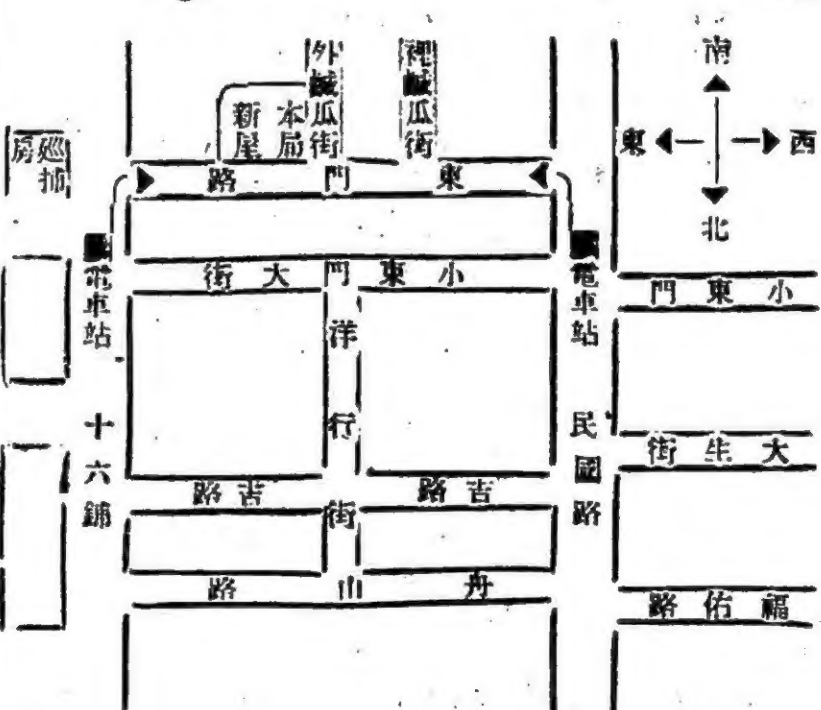 南
東 西
北
外鹹瓜街
裡鹹瓜街
本局
新屋
巡捕
房
東門路
電車站
電車站
小東門大街
小東門
洋行街
十六鋪
民國路
大生街
吉路
吉路
舟山路
福佑路